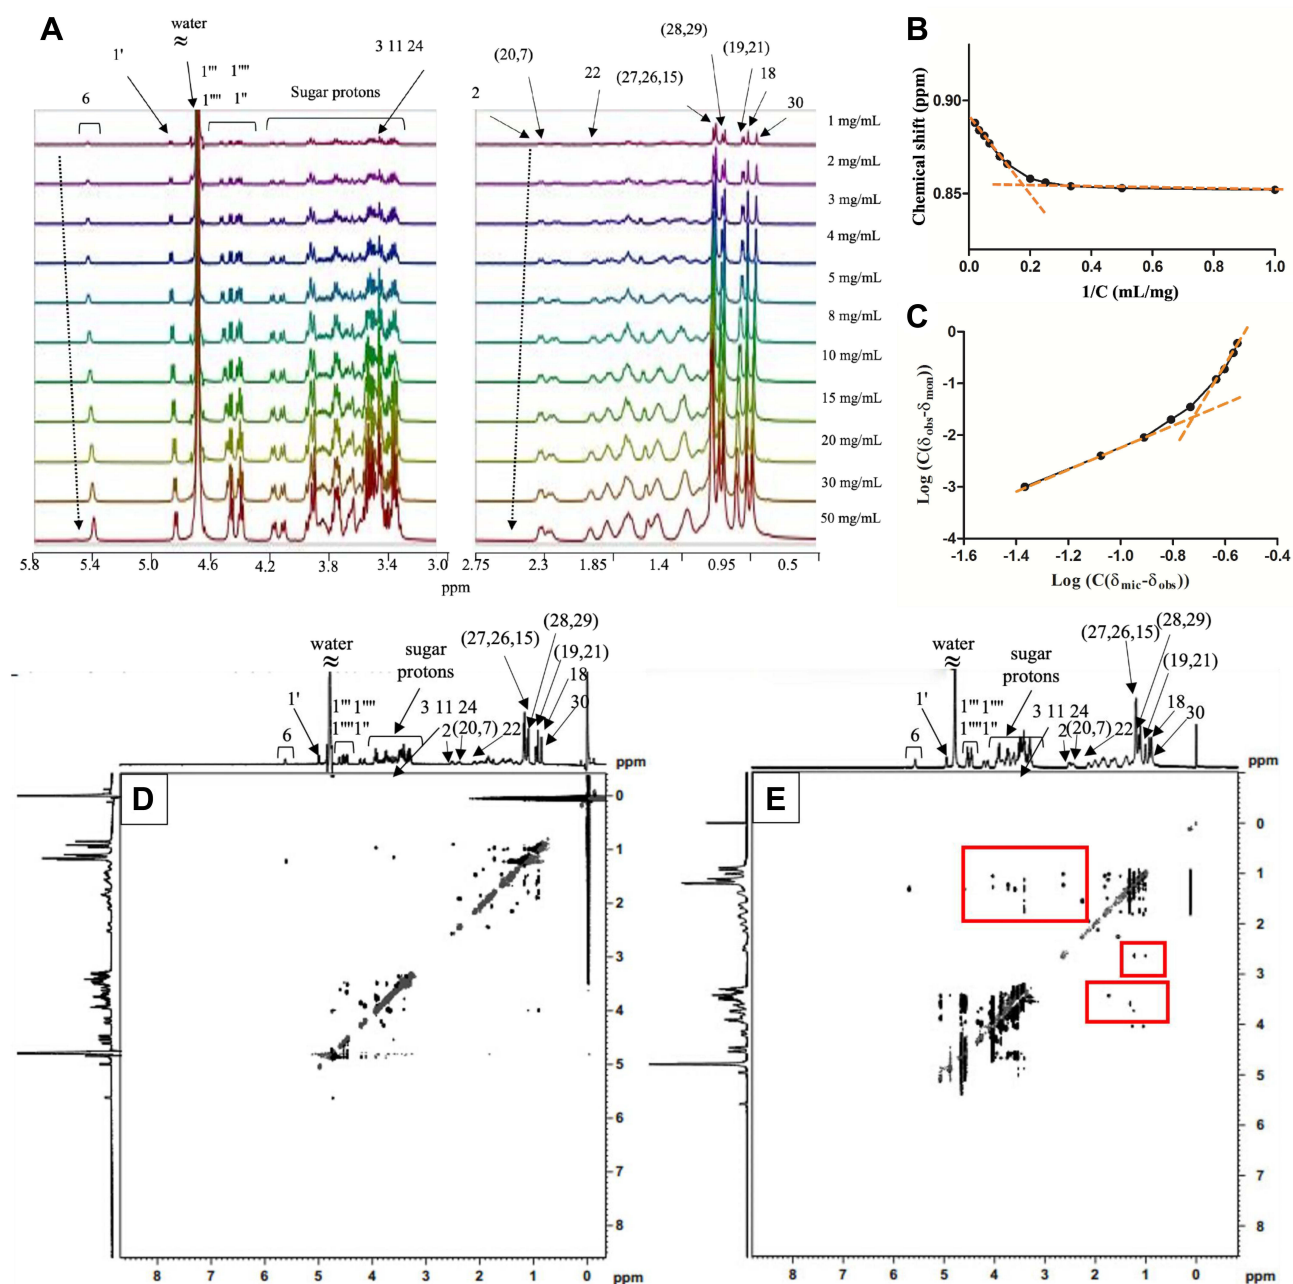 A
water
≈
1'
6
1''' 1''''
1'''' 1''
Sugar protons
3 11 24
2
(20,7)
22
(27,26,15)
(28,29)
(19,21)
18
30
1 mg/mL
2 mg/mL
3 mg/mL
4 mg/mL
5 mg/mL
8 mg/mL
10 mg/mL
15 mg/mL
20 mg/mL
30 mg/mL
50 mg/mL
5.8 5.4 5.0 4.6 4.2 3.8 3.4 3.0 2.75 2.3 1.85 1.4 0.95 0.5
ppm
B
Chemical shift (ppm)
0.90
0.85
0.0 0.2 0.4 0.6 0.8 1.0
1/C (mL/mg)
C
Log (C(δobs-δmon))
0
-1
-2
-3
-4
-1.6 -1.4 -1.2 -1.0 -0.8 -0.6 -0.4
Log (C(δmic-δobs))
D
water
≈
6
1'
1''' 1''''
1'''' 1''
sugar
protons
3 11 24
2 (20,7) 22
(27,26,15)
(28,29)
(19,21)
18
30
ppm
0
1
2
3
4
5
6
7
8
8 7 6 5 4 3 2 1 0 ppm
E
water
≈
6
1'
1''' 1''''
1'''' 1''
sugar
protons
3 11 24
2 (20,7) 22
(27,26,15)
(28,29)
(19,21)
18
30
ppm
0
1
2
3
4
5
6
7
8
8 7 6 5 4 3 2 1 0 ppm